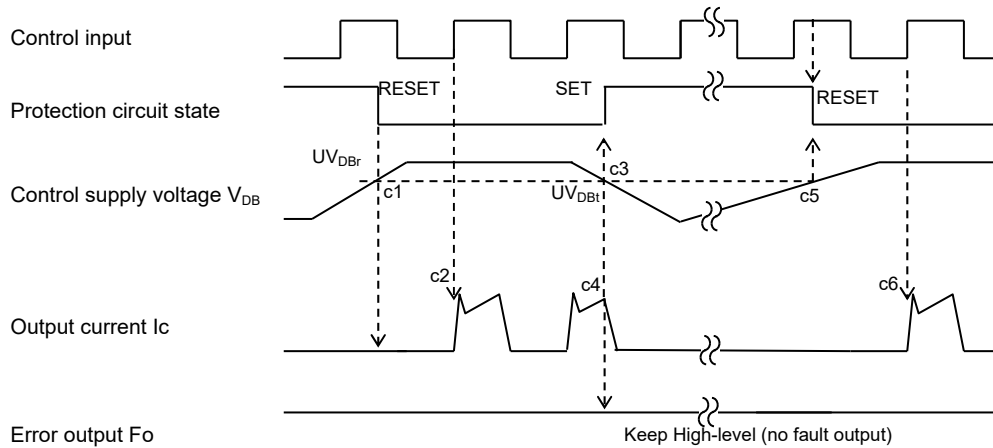 Control input
RESET
SET
RESET
Protection circuit state
UVDBr
c3
Control supply voltage VDB
c1
UVDBt
c5
c2
c4
c6
Output current Ic
Error output Fo
Keep High-level (no fault output)